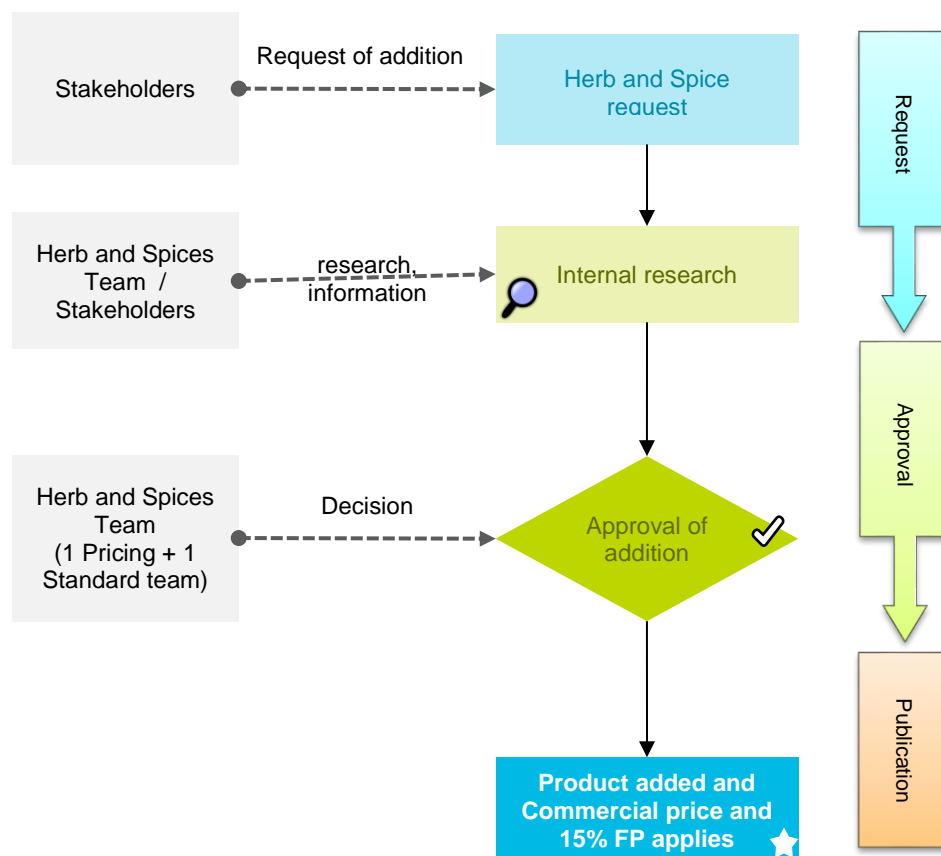 Stakeholders
Request of addition
Herb and Spice
request
Request
Herb and Spices
Team /
Stakeholders
research,
information
Internal research
Approval
Herb and Spices
Team
(1 Pricing + 1
Standard team)
Decision
Approval of
addition
Publication
Product added and
Commercial price and
15% FP applies